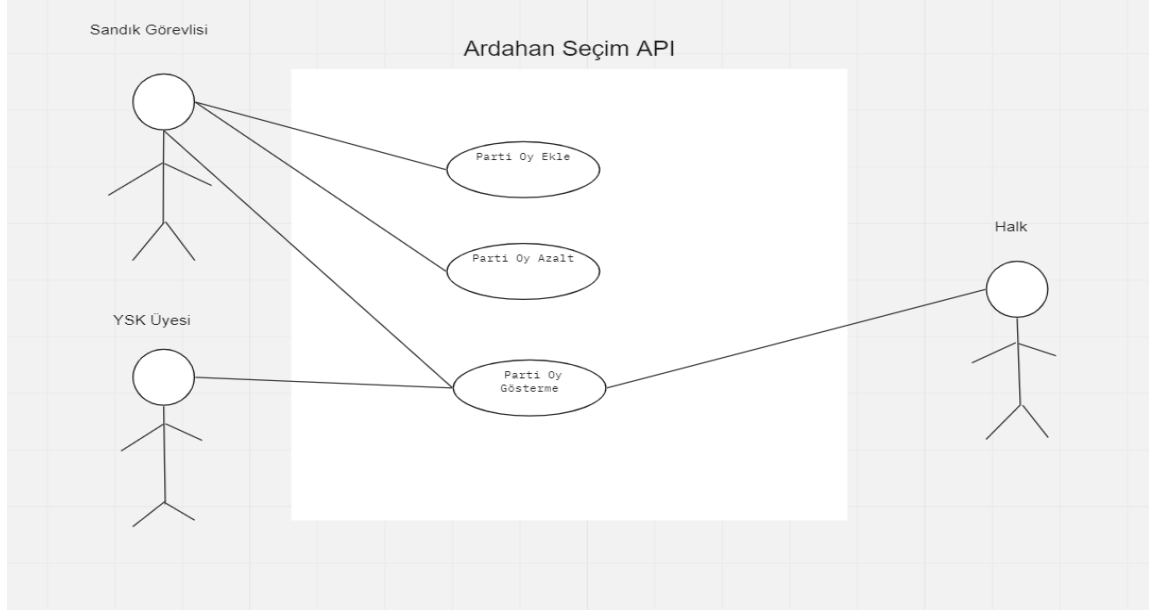 Sandık Görevlisi
Ardahan Seçim API
Parti Oy Ekle
Halk
Parti Oy Azalt
YSK Üyesi
Parti Oy
Gösterme